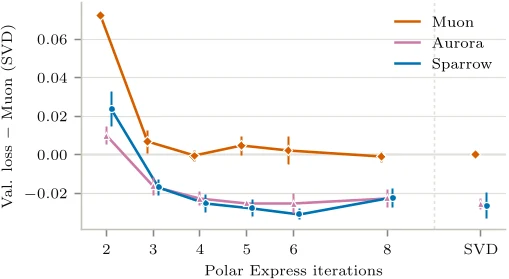 Val. loss − Muon (SVD)
0.06
0.04
0.02
0.00
−0.02
2 3 4 5 6 8 SVD
Polar Express iterations
Muon
Aurora
Sparrow